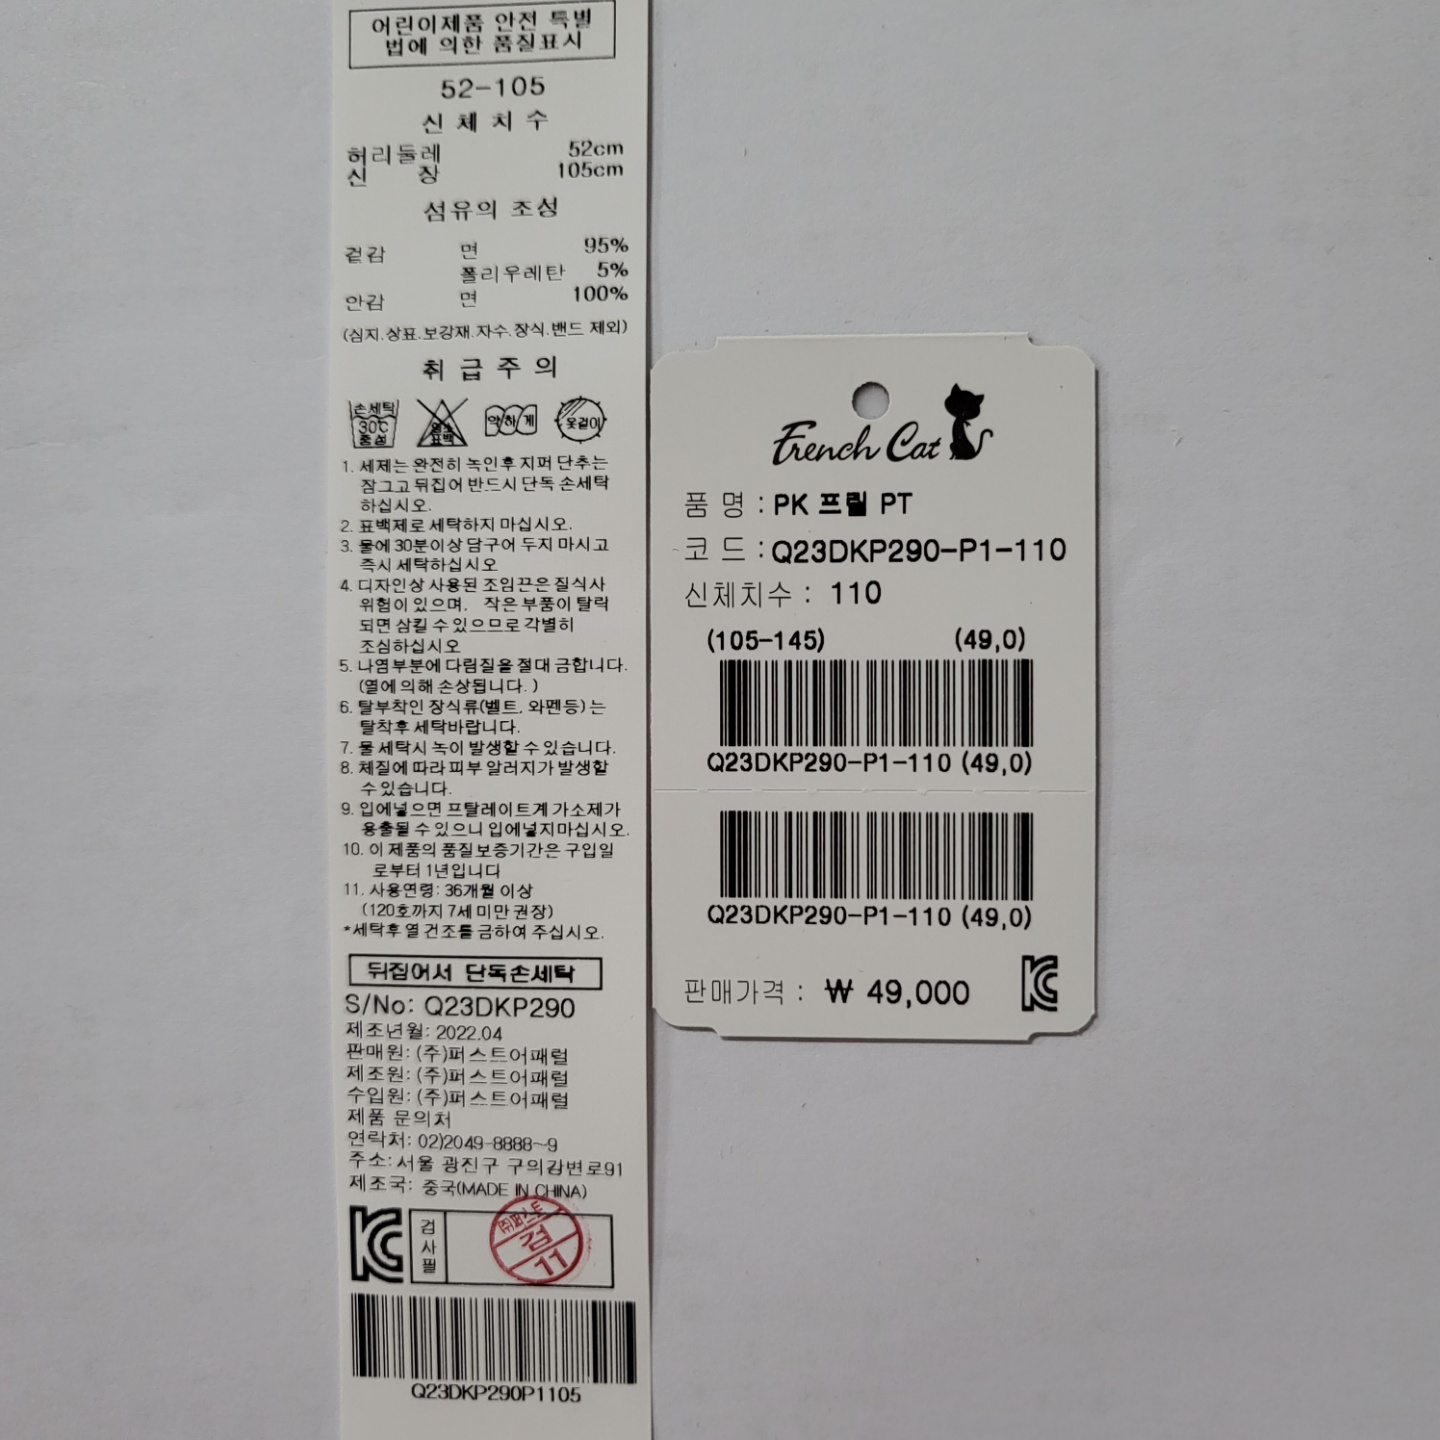 어린이제품 안전 특별
법에 의한 품질표시
52-105
신 체 치 수
허리둘레 52cm
신 장 105cm
섬유의 조성
겉감 면 95%
폴리우레탄 5%
안감 면 100%
(심지.상표.보강재.자수.장식.밴드 제외)
취 급 주 의
손세탁
30℃
중성
염소
표백
약하게
옷걸이
1. 세제는 완전히 녹인후 지퍼 단추는
잠그고 뒤집어 반드시 단독 손세탁
하십시오.
2. 표백제로 세탁하지 마십시오.
3. 물에 30분이상 담구어 두지 마시고
즉시 세탁하십시오
4. 디자인상 사용된 조임끈은 질식사
위험이 있으며, 작은 부품이 탈락
되면 삼킬 수 있으므로 각별히
조심하십시오
5. 나염부분에 다림질을 절대 금합니다.
(열에 의해 손상됩니다.)
6. 탈부착인 장식류(벨트, 와펜등) 는
탈착후 세탁바랍니다.
7. 물 세탁시 녹이 발생할 수 있습니다.
8. 체질에 따라 피부 알러지가 발생할
수 있습니다.
9. 입에넣으면 프탈레이트계 가소제가
용출될 수 있으니 입에넣지마십시오.
10. 이 제품의 품질보증기간은 구입일
로부터 1년입니다
11. 사용연령: 36개월 이상
(120호까지 7세 미만 권장)
*세탁후 열 건조를 금하여 주십시오.
뒤집어서 단독손세탁
S/No: Q23DKP290
제조년월: 2022.04
판매원: (주)퍼스트어패럴
제조원: (주)퍼스트어패럴
수입원: (주)퍼스트어패럴
제품 문의처
연락처: 02)2049-8888~9
주소: 서울 광진구 구의강변로91
제조국: 중국(MADE IN CHINA)
KC
검사필
(주)퍼스트
검
11
Q23DKP290P1105
French Cat
품 명 : PK 프릴 PT
코 드 : Q23DKP290-P1-110
신체치수 : 110
(105-145) (49,0)
Q23DKP290-P1-110 (49,0)
Q23DKP290-P1-110 (49,0)
판매가격 : ₩ 49,000
KC